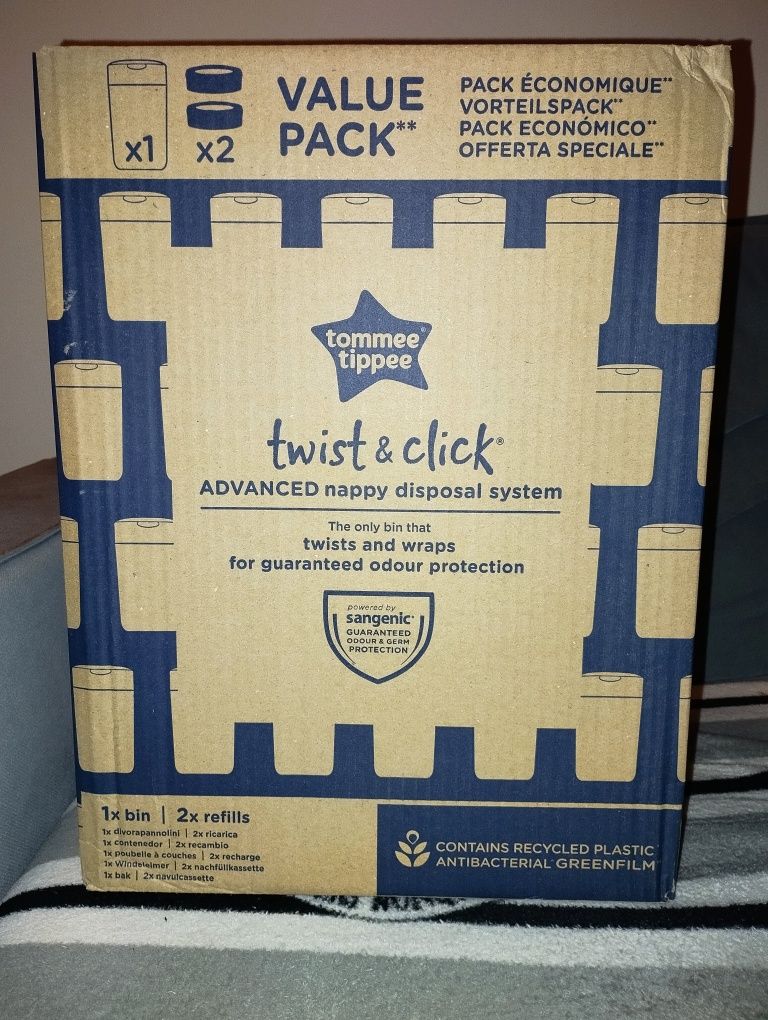 x1
x2
VALUE
PACK**
PACK ÉCONOMIQUE**
VORTEILSPACK**
PACK ECONÓMICO**
OFFERTA SPECIALE**
tommee®
tippee
twist & click®
ADVANCED nappy disposal system
The only bin that
twists and wraps
for guaranteed odour protection
powered by
sangenic®
GUARANTEED
ODOUR & GERM
PROTECTION
1x bin | 2x refills
1x divorapannolini | 2x ricarica
1x contenedor | 2x recambio
1x poubelle à couches | 2x recharge
1x Windeleimer | 2x nachfüllkassette
1x bak | 2x navulcassette
CONTAINS RECYCLED PLASTIC
ANTIBACTERIAL* GREENFILM